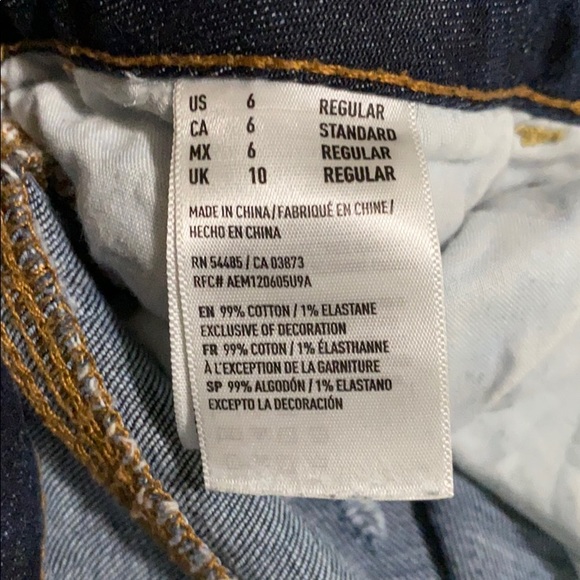 US 6 REGULAR
CA 6 STANDARD
MX 6 REGULAR
UK 10 REGULAR
MADE IN CHINA/FABRIQUÉ EN CHINE/
HECHO EN CHINA
RN 54485 / CA 03873
RFC# AEM120605U9A
EN 99% COTTON / 1% ELASTANE
EXCLUSIVE OF DECORATION
FR 99% COTON / 1% ÉLASTHANNE
À L'EXCEPTION DE LA GARNITURE
SP 99% ALGODÓN / 1% ELASTANO
EXCEPTO LA DECORACIÓN